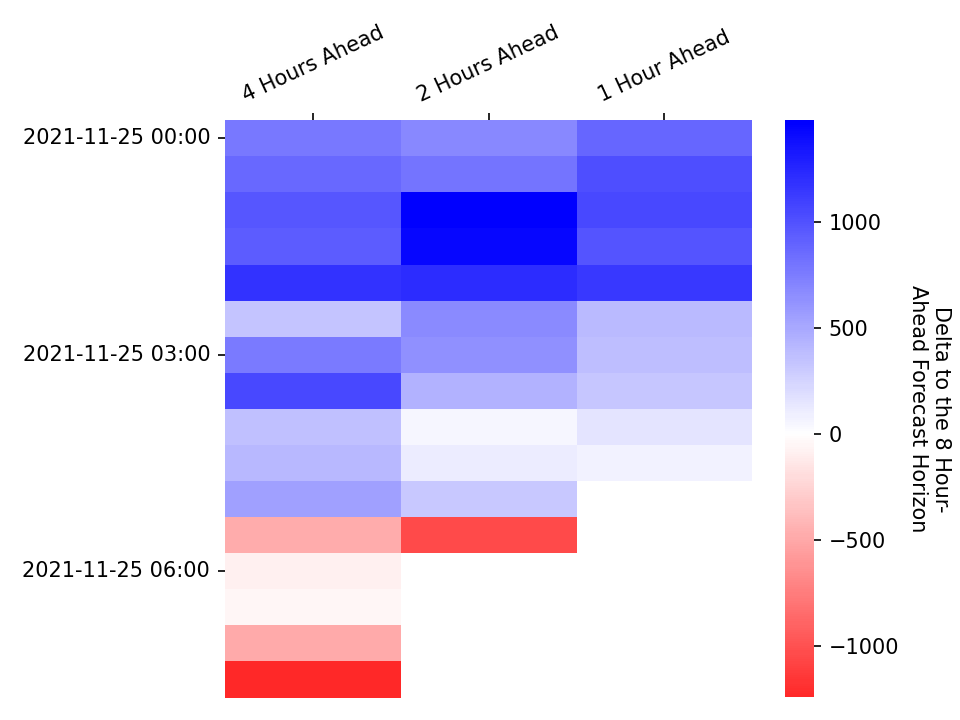 4 Hours Ahead
2 Hours Ahead
1 Hour Ahead
2021-11-25 00:00
2021-11-25 03:00
2021-11-25 06:00
1000
500
0
−500
−1000
Delta to the 8 Hour-
Ahead Forecast Horizon